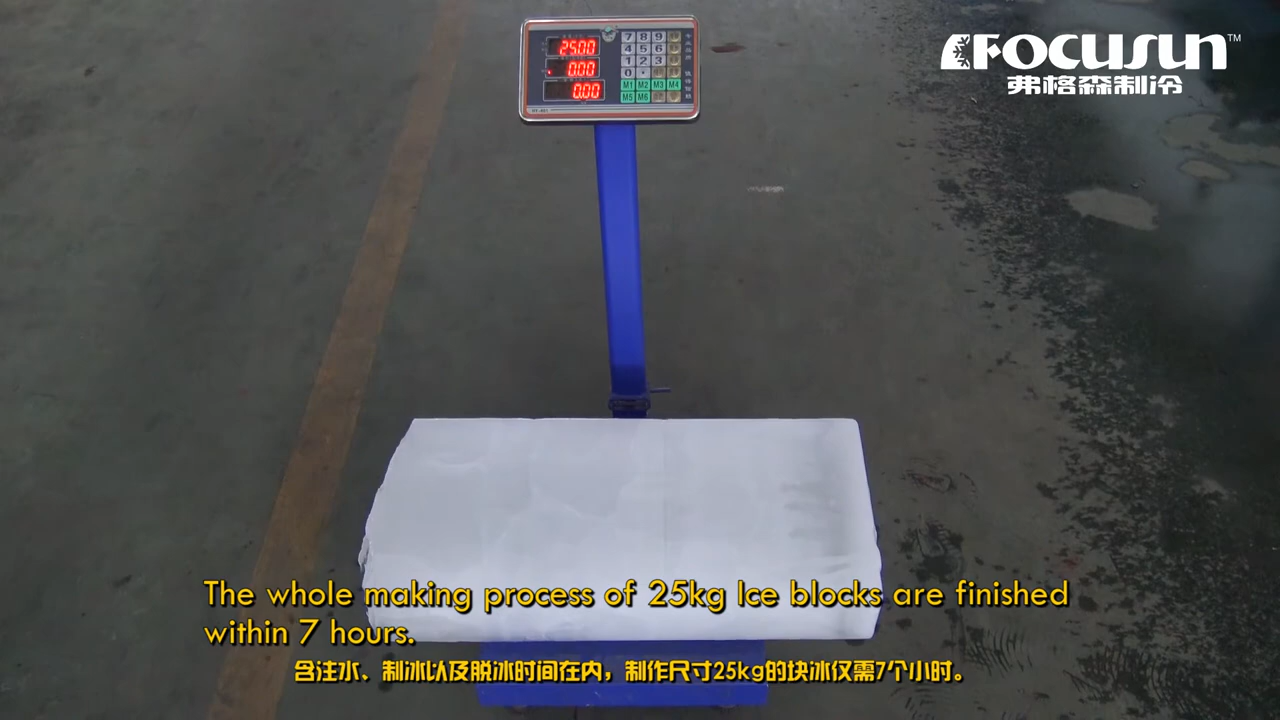 FOCUSUN™
弗格森制冷
25.00
0.00
0.00
7 8 9
4 5 6
1 2 3
0 .
M1 M2 M3 M4
M5 M6
The whole making process of 25kg Ice blocks are finished
within 7 hours.
含注水、制冰以及脱冰时间在内，制作尺寸25kg的块冰仅需7个小时。